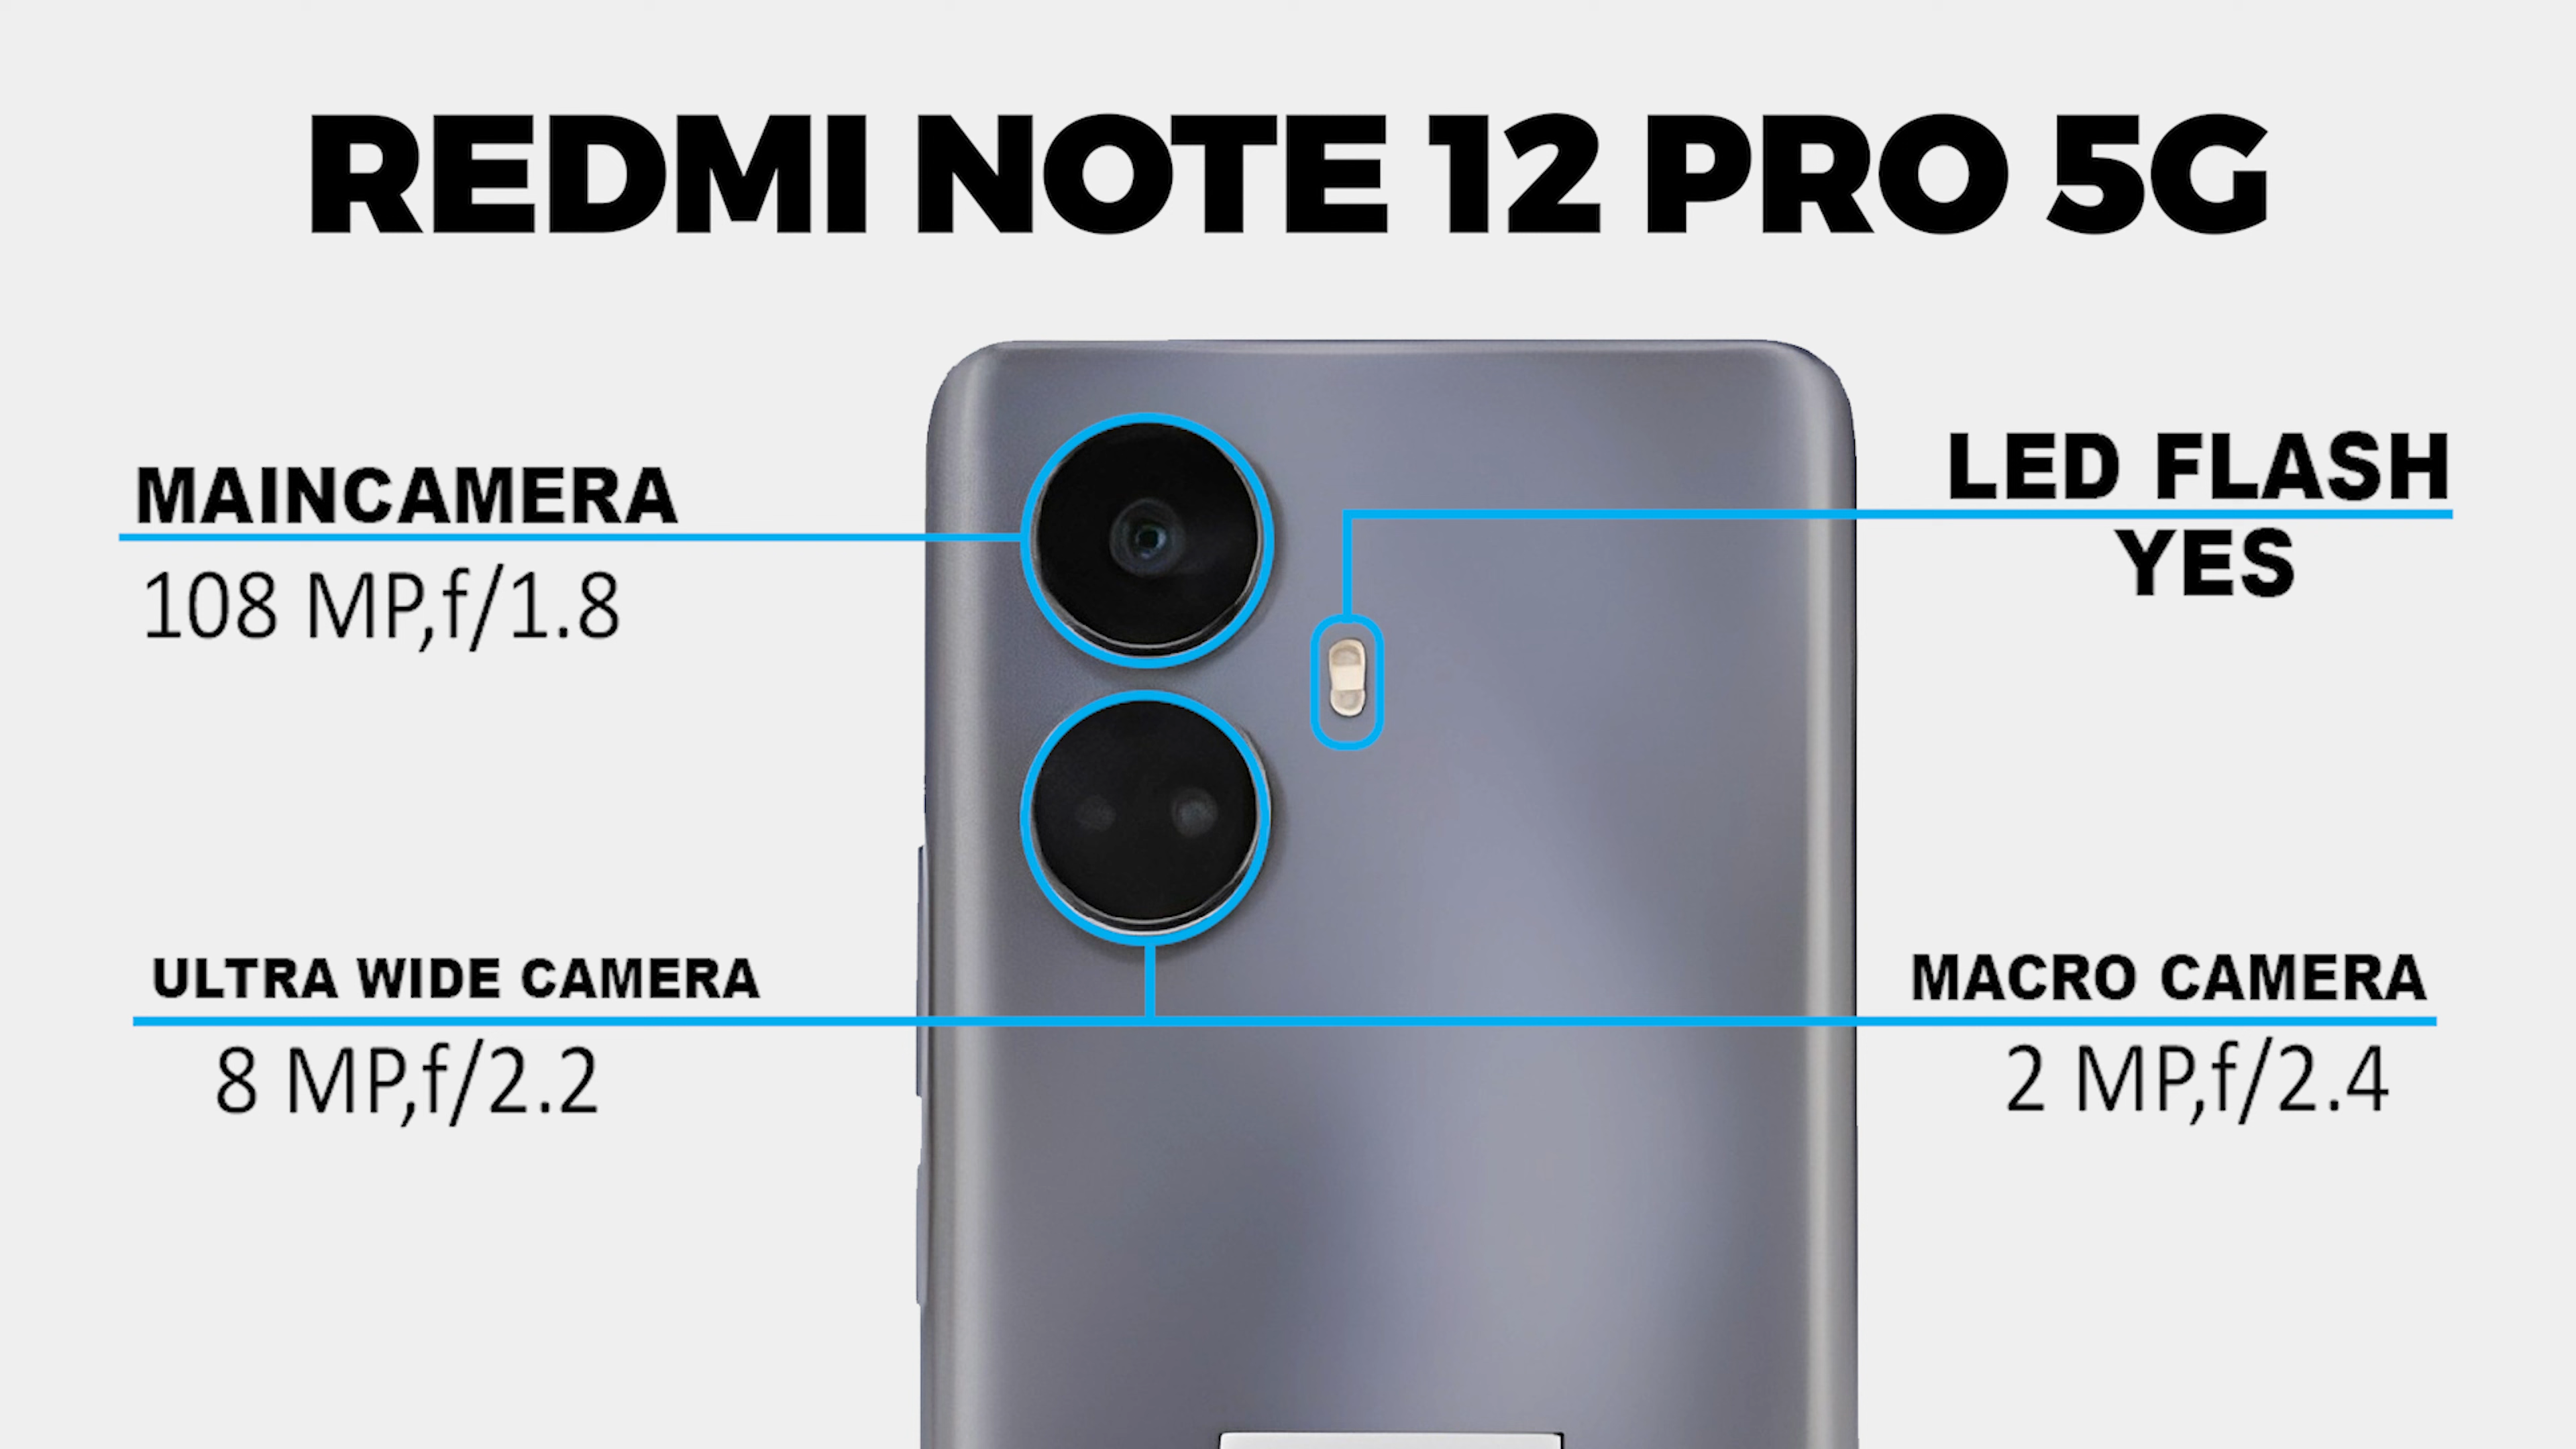 REDMI NOTE 12 PRO 5G
MAINCAMERA
108 MP,f/1.8
LED FLASH
YES
ULTRA WIDE CAMERA
8 MP,f/2.2
MACRO CAMERA
2 MP,f/2.4